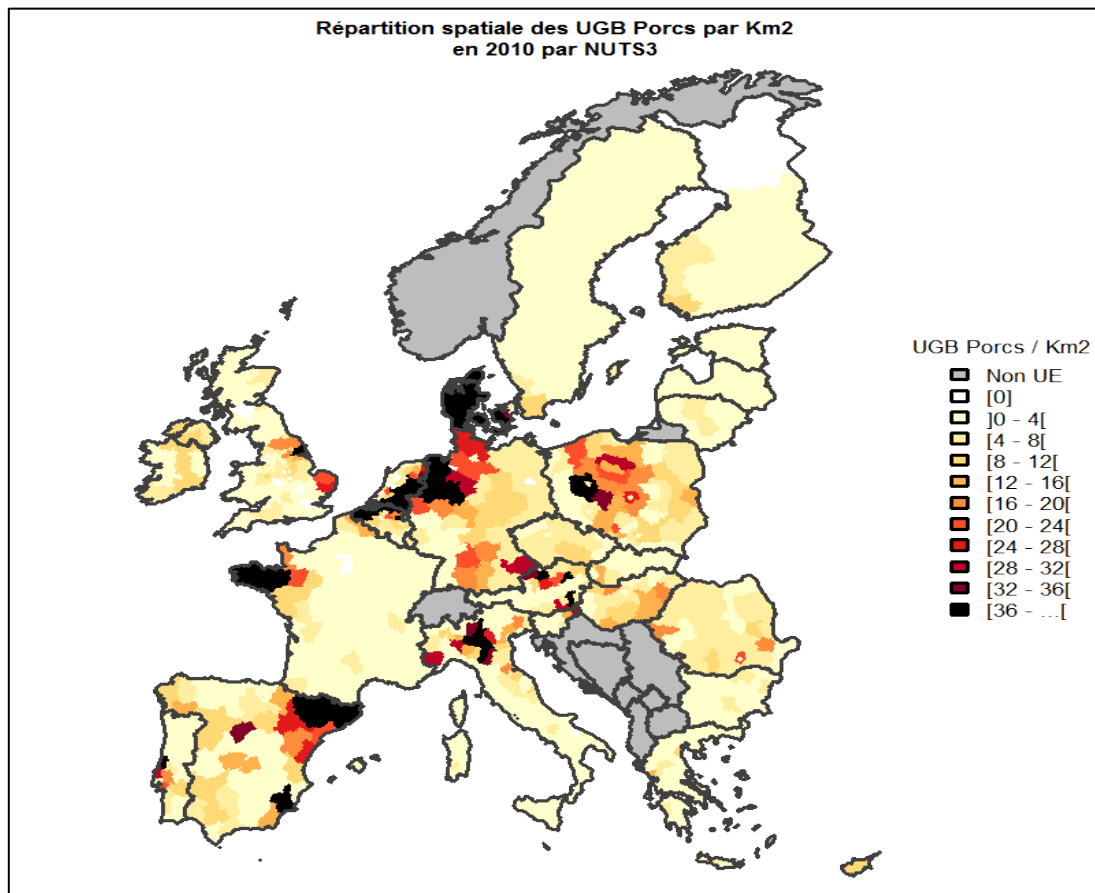 Répartition spatiale des UGB Porcs par Km2
en 2010 par NUTS3
UGB Porcs / Km2
Non UE
[0]
]0 - 4[
[4 - 8[
[8 - 12[
[12 - 16[
[16 - 20[
[20 - 24[
[24 - 28[
[28 - 32[
[32 - 36[
[36 - ...[